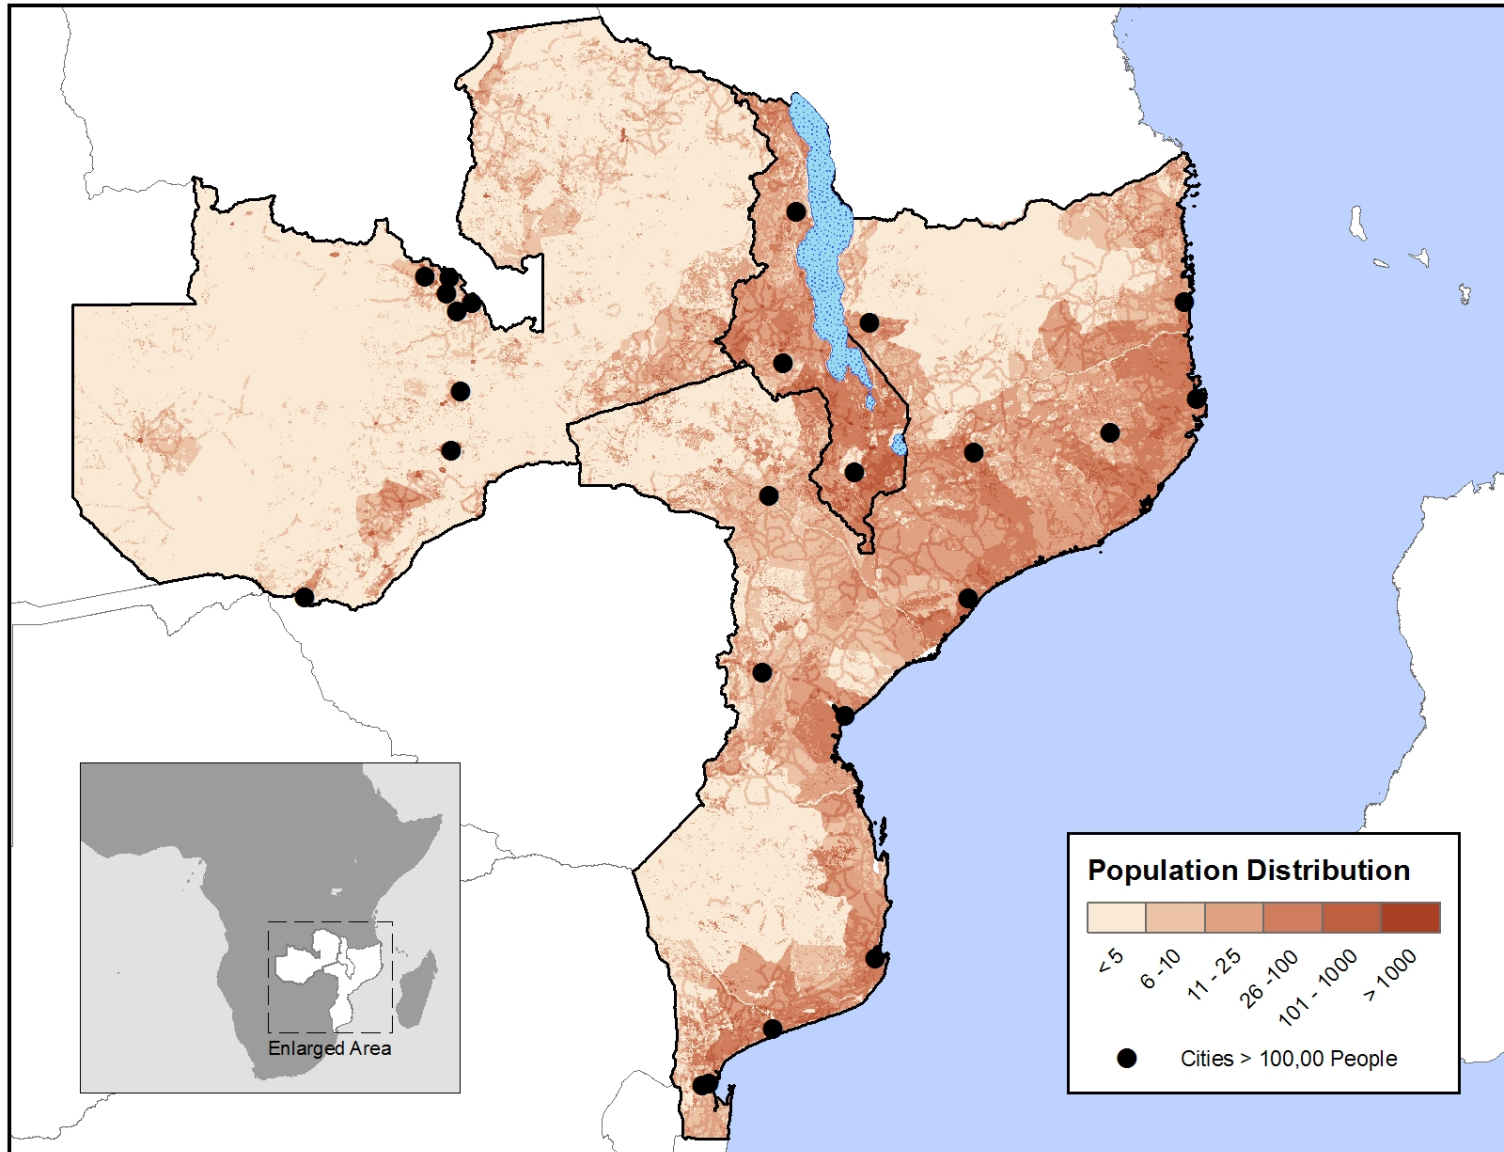 Enlarged Area
Population Distribution
< 5
6 -10
11 - 25
26 -100
101 - 1000
> 1000
Cities > 100,00 People